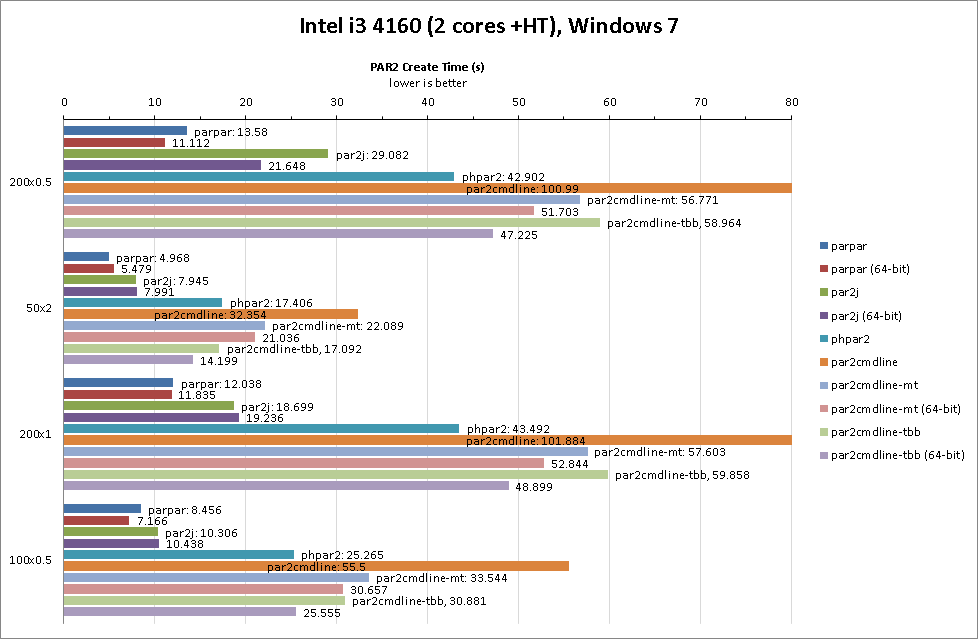 Intel i3 4160 (2 cores +HT), Windows 7
PAR2 Create Time (s)
lower is better
0 10 20 30 40 50 60 70 80
200x0.5
parpar: 13.58
11.112
par2j: 29.082
21.648
phpar2: 42.902
par2cmdline: 100.99
par2cmdline-mt: 56.771
51.703
par2cmdline-tbb, 58.964
47.225
50x2
parpar: 4.968
5.479
par2j: 7.945
7.991
phpar2: 17.406
par2cmdline: 32.354
par2cmdline-mt: 22.089
21.036
par2cmdline-tbb, 17.092
14.199
200x1
parpar: 12.038
11.835
par2j: 18.699
19.236
phpar2: 43.492
par2cmdline: 101.884
par2cmdline-mt: 57.603
52.844
par2cmdline-tbb, 59.858
48.899
100x0.5
parpar: 8.456
7.166
par2j: 10.306
10.438
phpar2: 25.265
par2cmdline: 55.5
par2cmdline-mt: 33.544
30.657
par2cmdline-tbb, 30.881
25.555
parpar
parpar (64-bit)
par2j
par2j (64-bit)
phpar2
par2cmdline
par2cmdline-mt
par2cmdline-mt (64-bit)
par2cmdline-tbb
par2cmdline-tbb (64-bit)